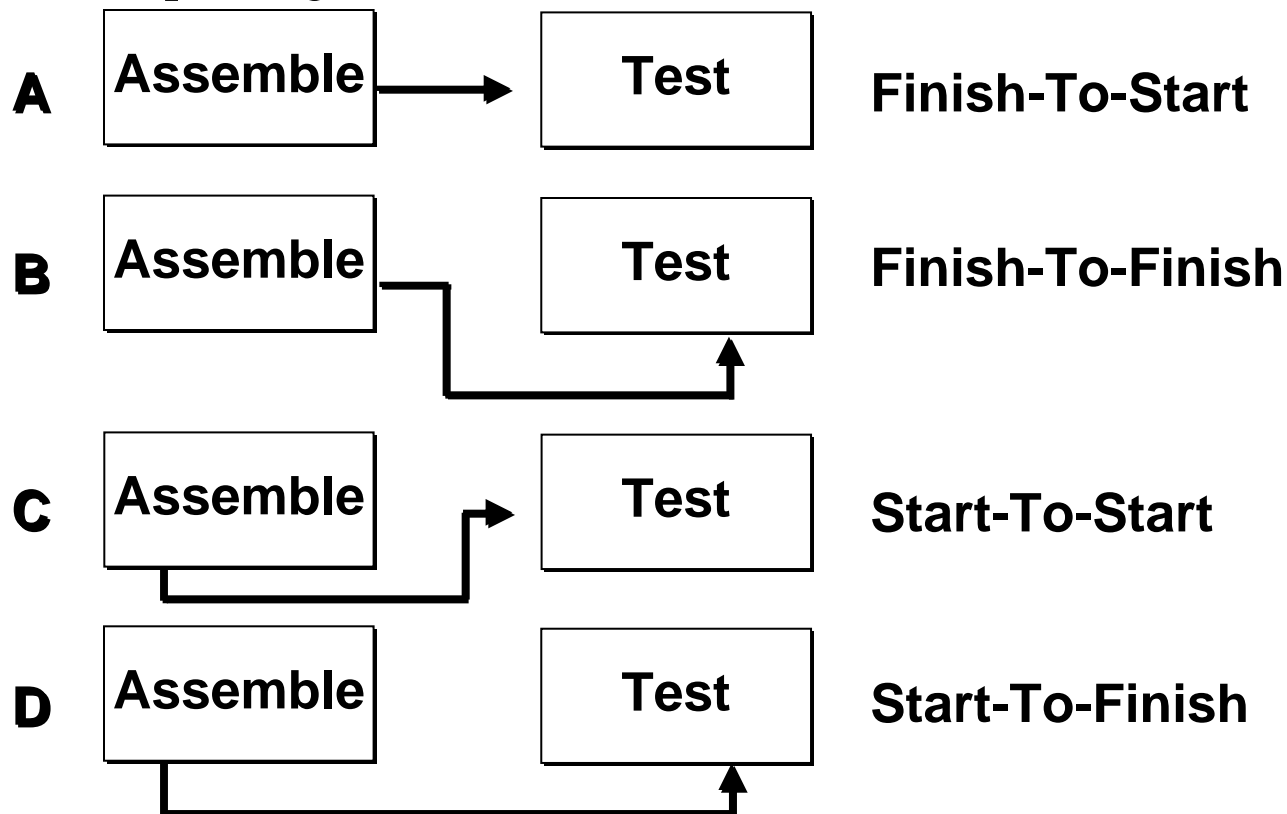 A Assemble Test Finish-To-Start
B Assemble Test Finish-To-Finish
C Assemble Test Start-To-Start
D Assemble Test Start-To-Finish